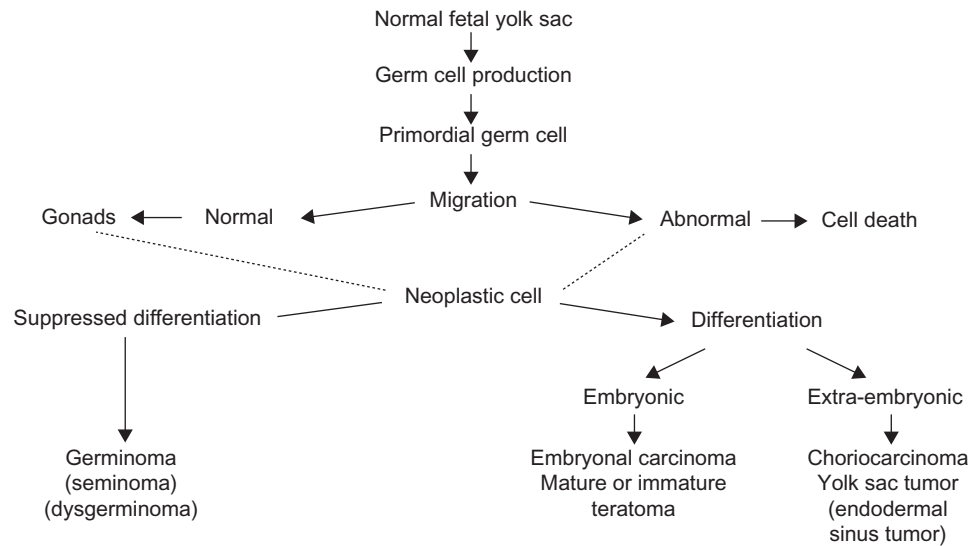 Normal fetal yolk sac
Germ cell production
Primordial germ cell
Migration
Gonads
Normal
Abnormal
Cell death
Neoplastic cell
Suppressed differentiation
Differentiation
Embryonic
Extra-embryonic
Germinoma
(seminoma)
(dysgerminoma)
Embryonal carcinoma
Mature or immature
teratoma
Choriocarcinoma
Yolk sac tumor
(endodermal
sinus tumor)